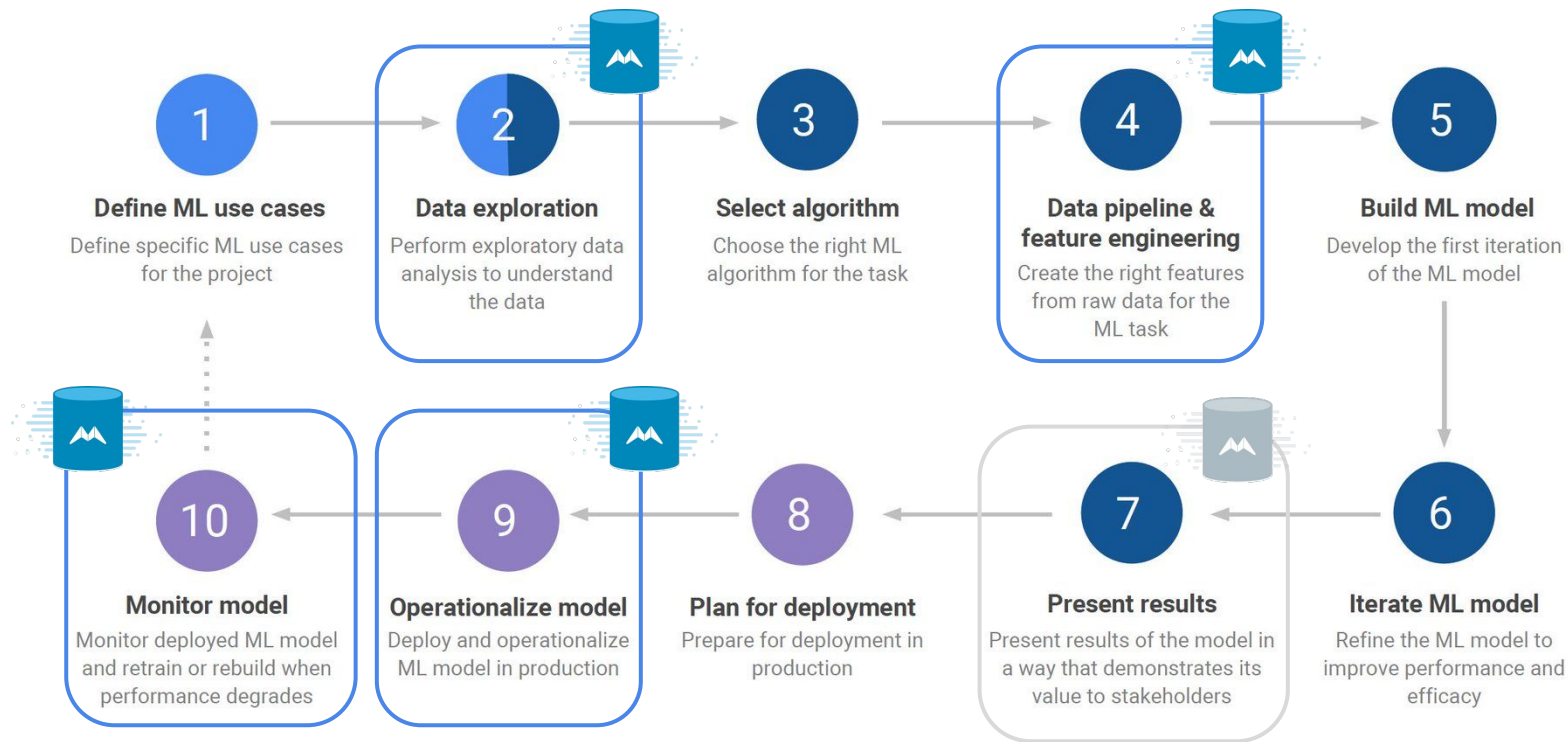 1
Define ML use cases
Define specific ML use cases
for the project
2
Data exploration
Perform exploratory data
analysis to understand
the data
3
Select algorithm
Choose the right ML
algorithm for the task
4
Data pipeline &
feature engineering
Create the right features
from raw data for the
ML task
5
Build ML model
Develop the first iteration
of the ML model
6
Iterate ML model
Refine the ML model to
improve performance and
efficacy
7
Present results
Present results of the model in
a way that demonstrates its
value to stakeholders
8
Plan for deployment
Prepare for deployment in
production
9
Operationalize model
Deploy and operationalize
ML model in production
10
Monitor model
Monitor deployed ML model
and retrain or rebuild when
performance degrades